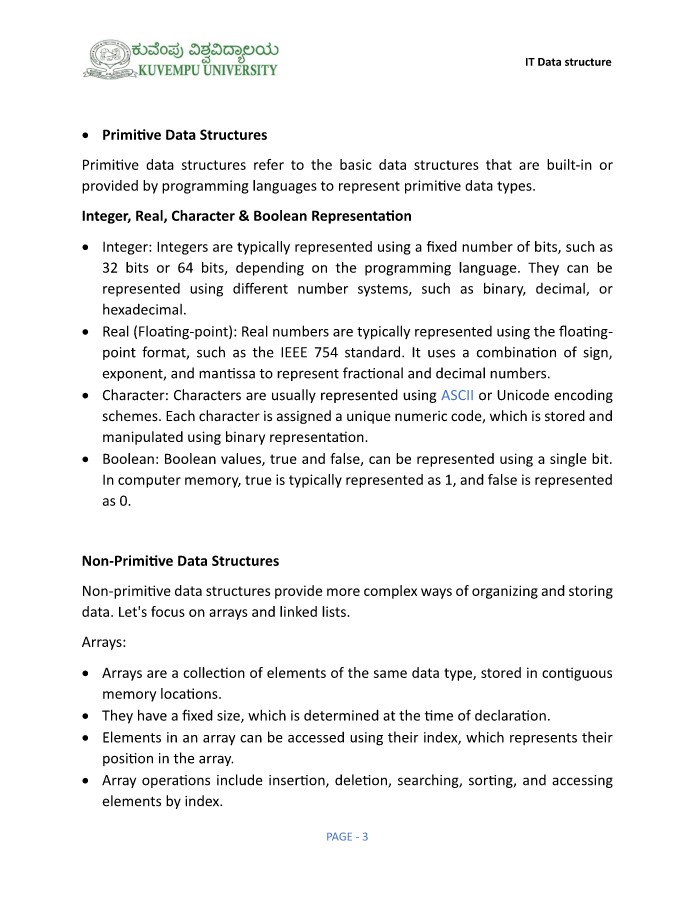 ಕುವೆಂಪು ವಿಶ್ವವಿದ್ಯಾಲಯ
KUVEMPU UNIVERSITY
IT Data structure
• Primitive Data Structures
Primitive data structures refer to the basic data structures that are built-in or
provided by programming languages to represent primitive data types.
Integer, Real, Character & Boolean Representation
• Integer: Integers are typically represented using a fixed number of bits, such as
32 bits or 64 bits, depending on the programming language. They can be
represented using different number systems, such as binary, decimal, or
hexadecimal.
• Real (Floating-point): Real numbers are typically represented using the floating-
point format, such as the IEEE 754 standard. It uses a combination of sign,
exponent, and mantissa to represent fractional and decimal numbers.
• Character: Characters are usually represented using ASCII or Unicode encoding
schemes. Each character is assigned a unique numeric code, which is stored and
manipulated using binary representation.
• Boolean: Boolean values, true and false, can be represented using a single bit.
In computer memory, true is typically represented as 1, and false is represented
as 0.
Non-Primitive Data Structures
Non-primitive data structures provide more complex ways of organizing and storing
data. Let's focus on arrays and linked lists.
Arrays:
• Arrays are a collection of elements of the same data type, stored in contiguous
memory locations.
• They have a fixed size, which is determined at the time of declaration.
• Elements in an array can be accessed using their index, which represents their
position in the array.
• Array operations include insertion, deletion, searching, sorting, and accessing
elements by index.
PAGE - 3